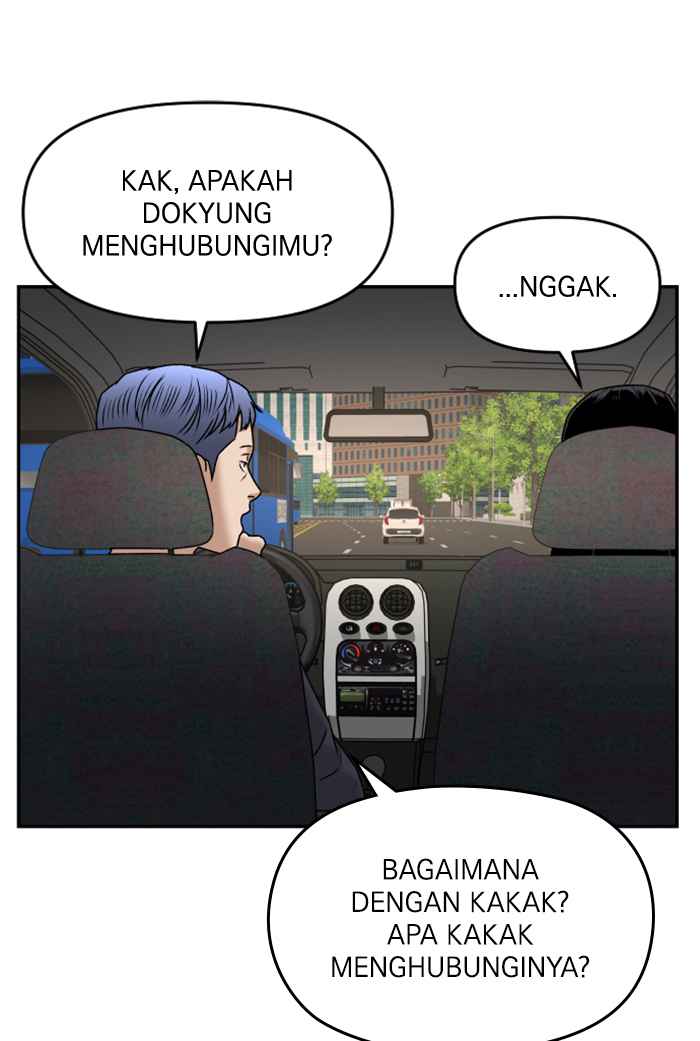 KAK, APAKAH
DOKYUNG
MENGHUBUNGIMU?
...NGGAK.
BAGAIMANA
DENGAN KAKAK?
APA KAKAK
MENGHUBUNGINYA?